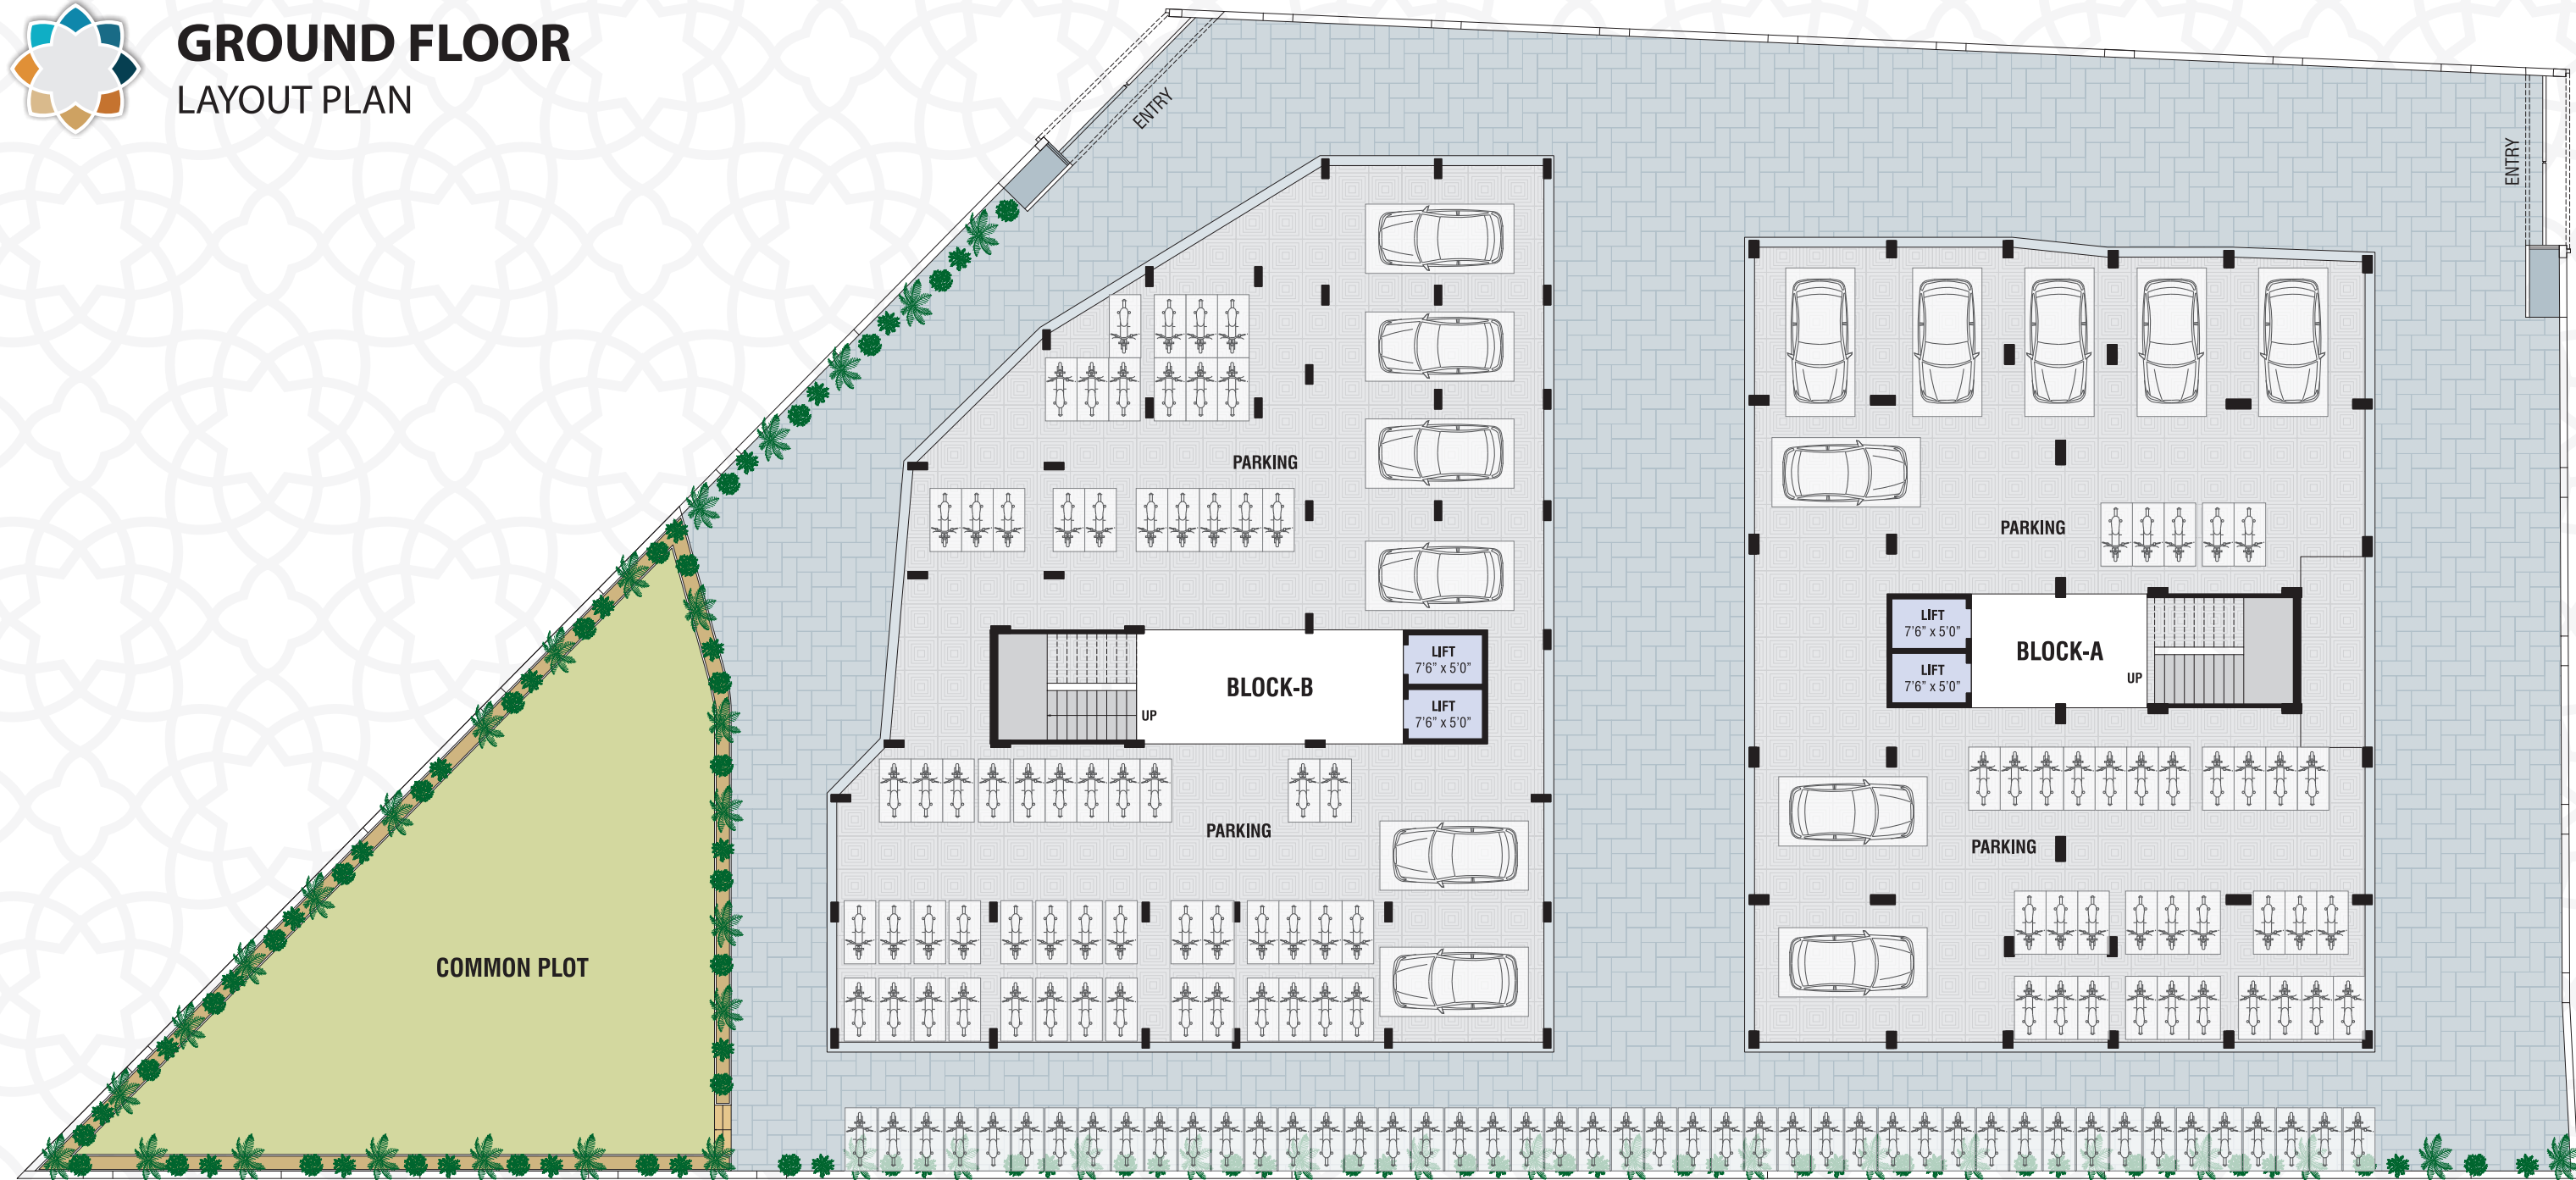 GROUND FLOOR
LAYOUT PLAN
ENTRY
ENTRY
PARKING
PARKING
LIFT
7'6" x 5'0"
LIFT
7'6" x 5'0"
BLOCK-A
UP
LIFT
7'6" x 5'0"
LIFT
7'6" x 5'0"
BLOCK-B
UP
PARKING
PARKING
COMMON PLOT